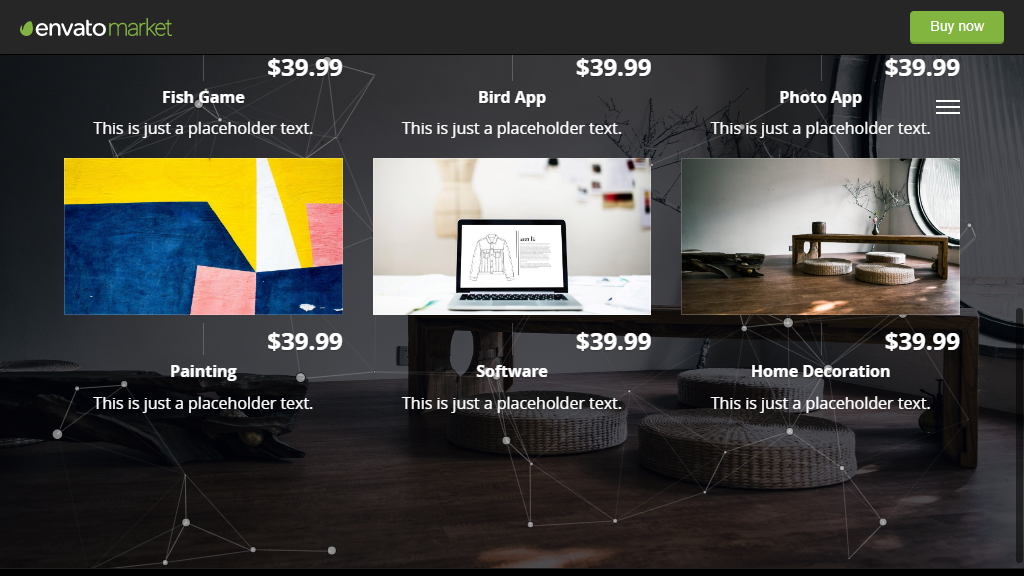 envato market
Buy now
$39.99
$39.99
$39.99
Fish Game
Bird App
Photo App
This is just a placeholder text.
This is just a placeholder text.
This is just a placeholder text.
$39.99
$39.99
$39.99
Painting
Software
Home Decoration
This is just a placeholder text.
This is just a placeholder text.
This is just a placeholder text.